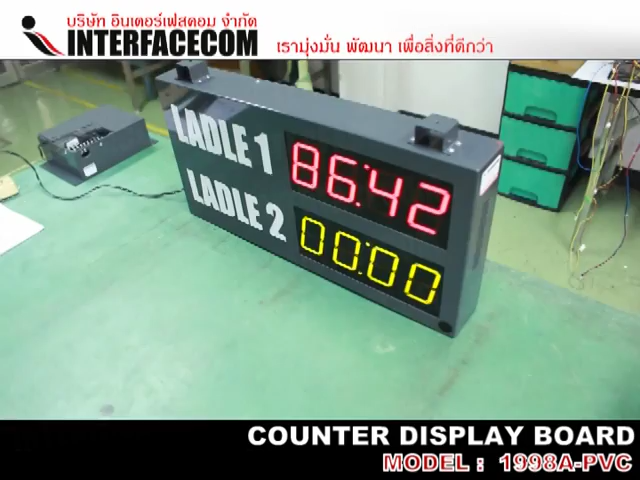 บริษัท อินเตอร์เฟสคอม จำกัด
INTERFACECOM
เรามุ่งมั่น พัฒนา เพื่อสิ่งที่ดีกว่า
LADLE 1
86:42
LADLE 2
00:00
COUNTER DISPLAY BOARD
MODEL : 1998A-PVC